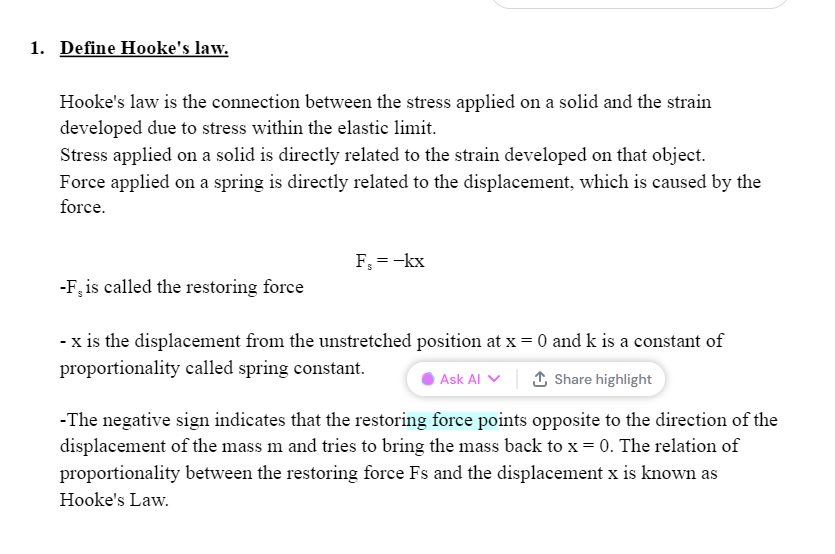 1. Define Hooke's law.
Hooke's law is the connection between the stress applied on a solid and the strain
developed due to stress within the elastic limit.
Stress applied on a solid is directly related to the strain developed on that object.
Force applied on a spring is directly related to the displacement, which is caused by the
force.
Fₛ = −kx
-Fₛ is called the restoring force
- x is the displacement from the unstretched position at x = 0 and k is a constant of
proportionality called spring constant.
Ask AI Share highlight
-The negative sign indicates that the restoring force points opposite to the direction of the
displacement of the mass m and tries to bring the mass back to x = 0. The relation of
proportionality between the restoring force Fs and the displacement x is known as
Hooke's Law.